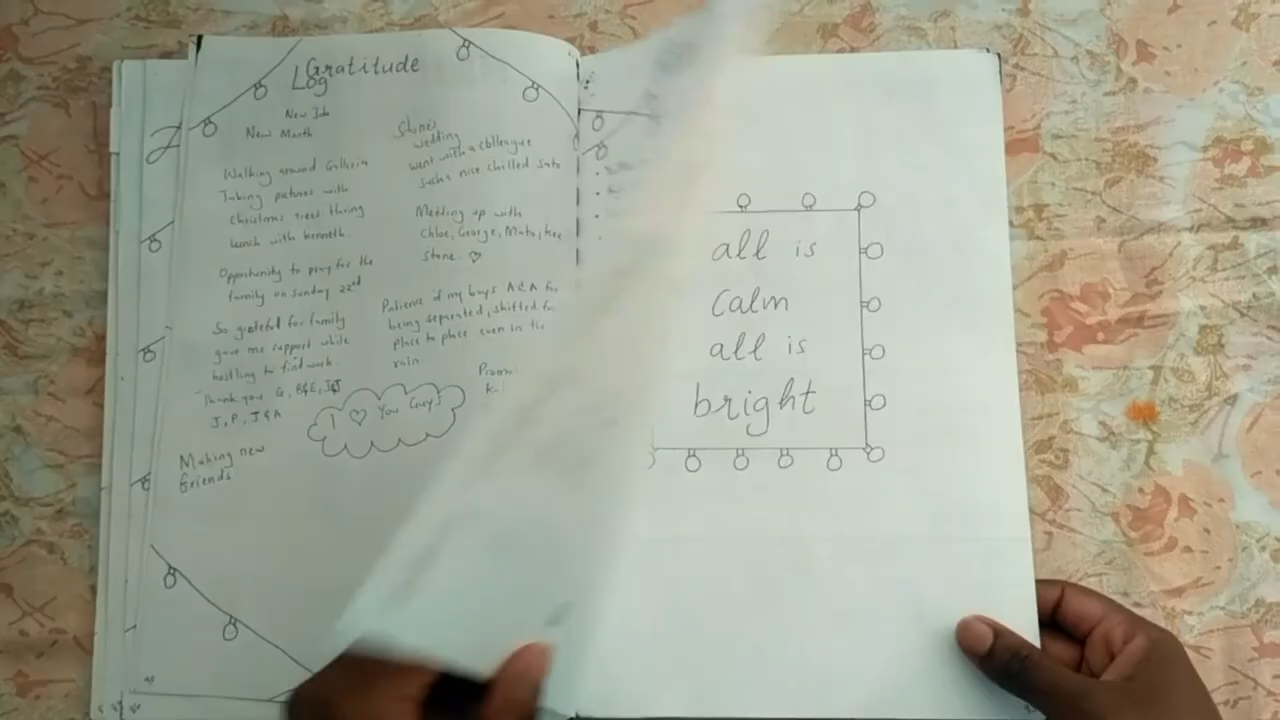 Gratitude
Log
New Job
New Month
Walking around Galleria
Taking pictures with
Christmas trees. Having
lunch with Kenneth.
Opportunity to pray for the
family on Sunday 22nd
So grateful for family
gave me support while
hustling to find work.
Thank you G, B&E, J&J
J, P, J & A
Making new
friends
wedding
went with a colleague
such a nice chilled
Meeting up with
Chloe, George,
Stone. ♡
Patience of my boys A & A for
being separated, shifted
place to place even in the
rain.
I ♡ You Guys
all is
calm
all is
bright